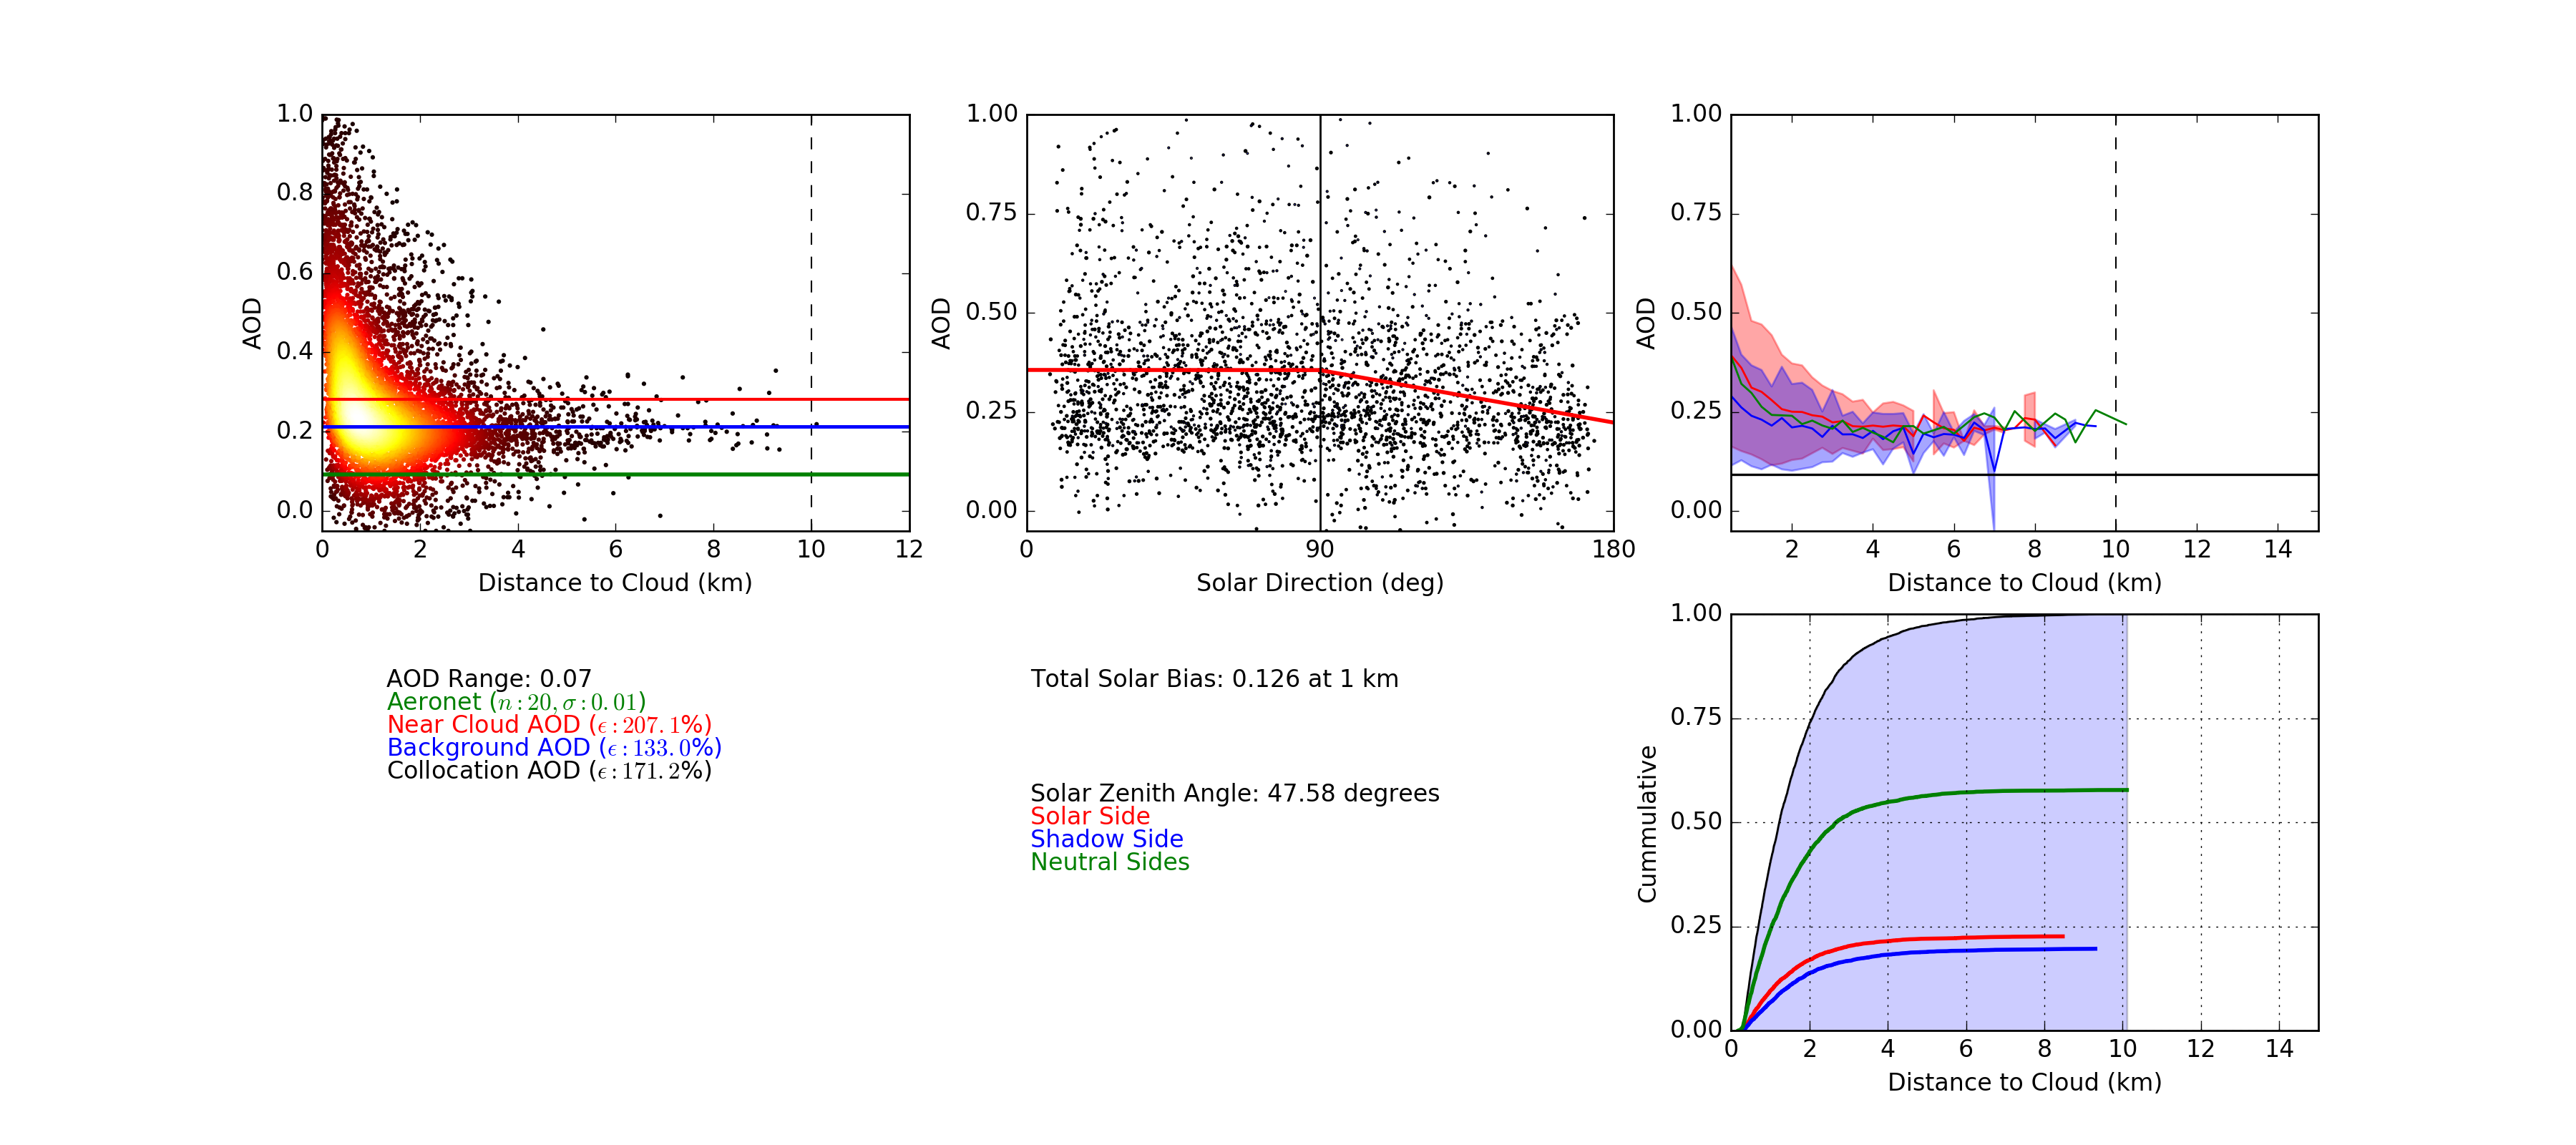 1.0
0.8
0.6
0.4
0.2
0.0
AOD
0 2 4 6 8 10 12
Distance to Cloud (km)
1.00
0.75
0.50
0.25
0.00
AOD
0 90 180
Solar Direction (deg)
1.00
0.75
0.50
0.25
0.00
AOD
2 4 6 8 10 12 14
Distance to Cloud (km)
AOD Range: 0.07
Aeronet (n : 20, σ : 0.01)
Near Cloud AOD (ϵ : 207.1%)
Background AOD (ϵ : 133.0%)
Collocation AOD (ϵ : 171.2%)
Total Solar Bias: 0.126 at 1 km
Solar Zenith Angle: 47.58 degrees
Solar Side
Shadow Side
Neutral Sides
1.00
0.75
0.50
0.25
0.00
Cummulative
0 2 4 6 8 10 12 14
Distance to Cloud (km)